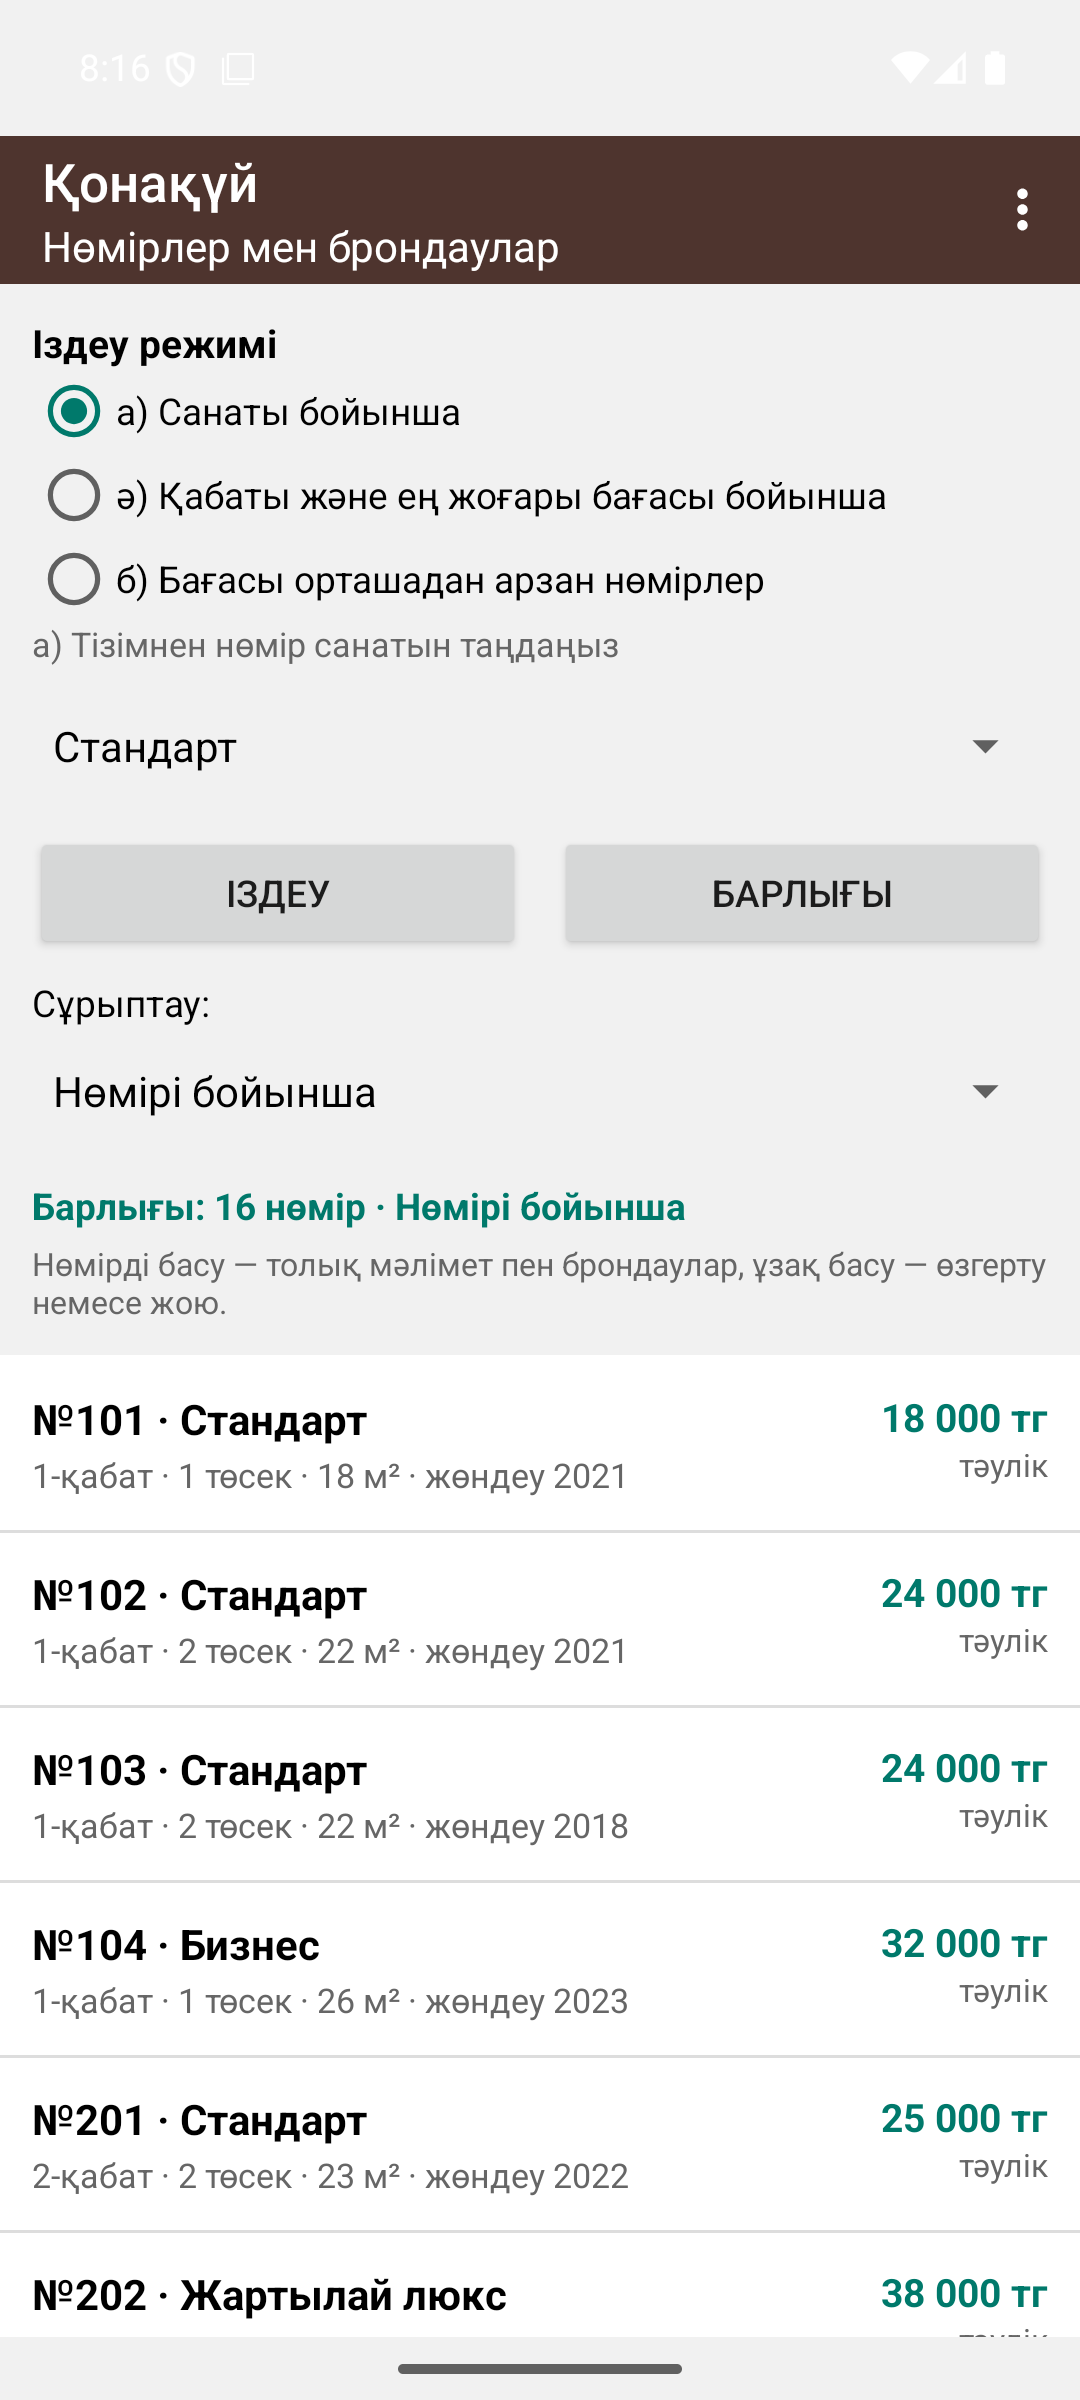 8:16
Қонақүй
Нөмірлер мен брондаулар
Іздеу режимі
а) Санаты бойынша
ә) Қабаты және ең жоғары бағасы бойынша
б) Бағасы орташадан арзан нөмірлер
а) Тізімнен нөмір санатын таңдаңыз
Стандарт
ІЗДЕУ
БАРЛЫҒЫ
Сұрыптау:
Нөмірі бойынша
Барлығы: 16 нөмір · Нөмірі бойынша
Нөмірді басу — толық мәлімет пен брондаулар, ұзақ басу — өзгерту
немесе жою.
№101 · Стандарт
18 000 тг
1-қабат · 1 төсек · 18 м² · жөндеу 2021
тәулік
№102 · Стандарт
24 000 тг
1-қабат · 2 төсек · 22 м² · жөндеу 2021
тәулік
№103 · Стандарт
24 000 тг
1-қабат · 2 төсек · 22 м² · жөндеу 2018
тәулік
№104 · Бизнес
32 000 тг
1-қабат · 1 төсек · 26 м² · жөндеу 2023
тәулік
№201 · Стандарт
25 000 тг
2-қабат · 2 төсек · 23 м² · жөндеу 2022
тәулік
№202 · Жартылай люкс
38 000 тг